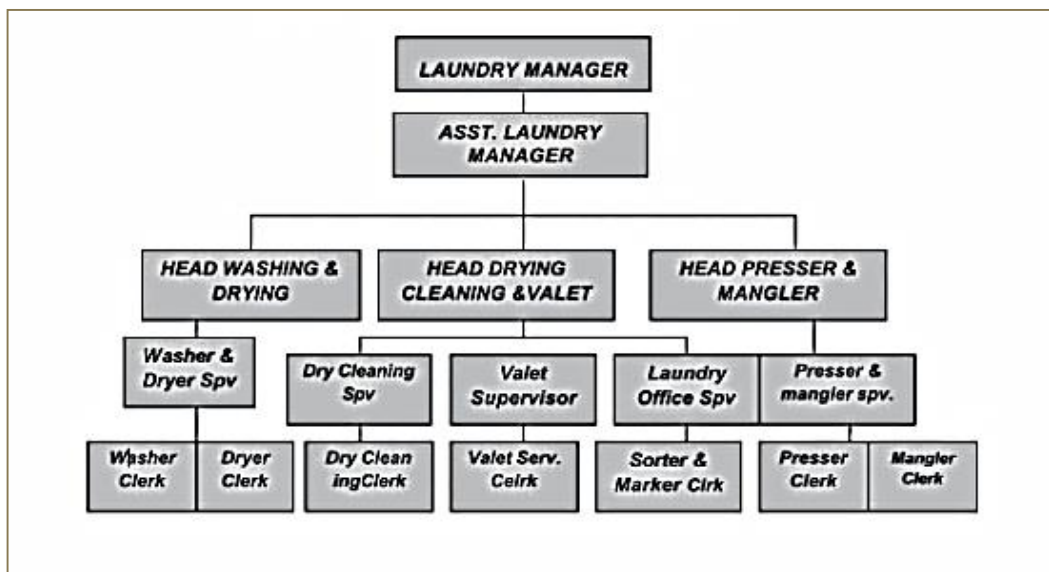 LAUNDRY MANAGER
ASST. LAUNDRY
MANAGER
HEAD WASHING &
DRYING
HEAD DRYING
CLEANING &VALET
HEAD PRESSER &
MANGLER
Washer &
Dryer Spv
Dry Cleaning
Spv
Valet
Supervisor
Laundry
Office Spv
Presser &
mangler spv.
Washer
Clerk
Dryer
Clerk
Dry Clean
ingClerk
Valet Serv.
Celrk
Sorter &
Marker Clrk
Presser
Clerk
Mangler
Clerk